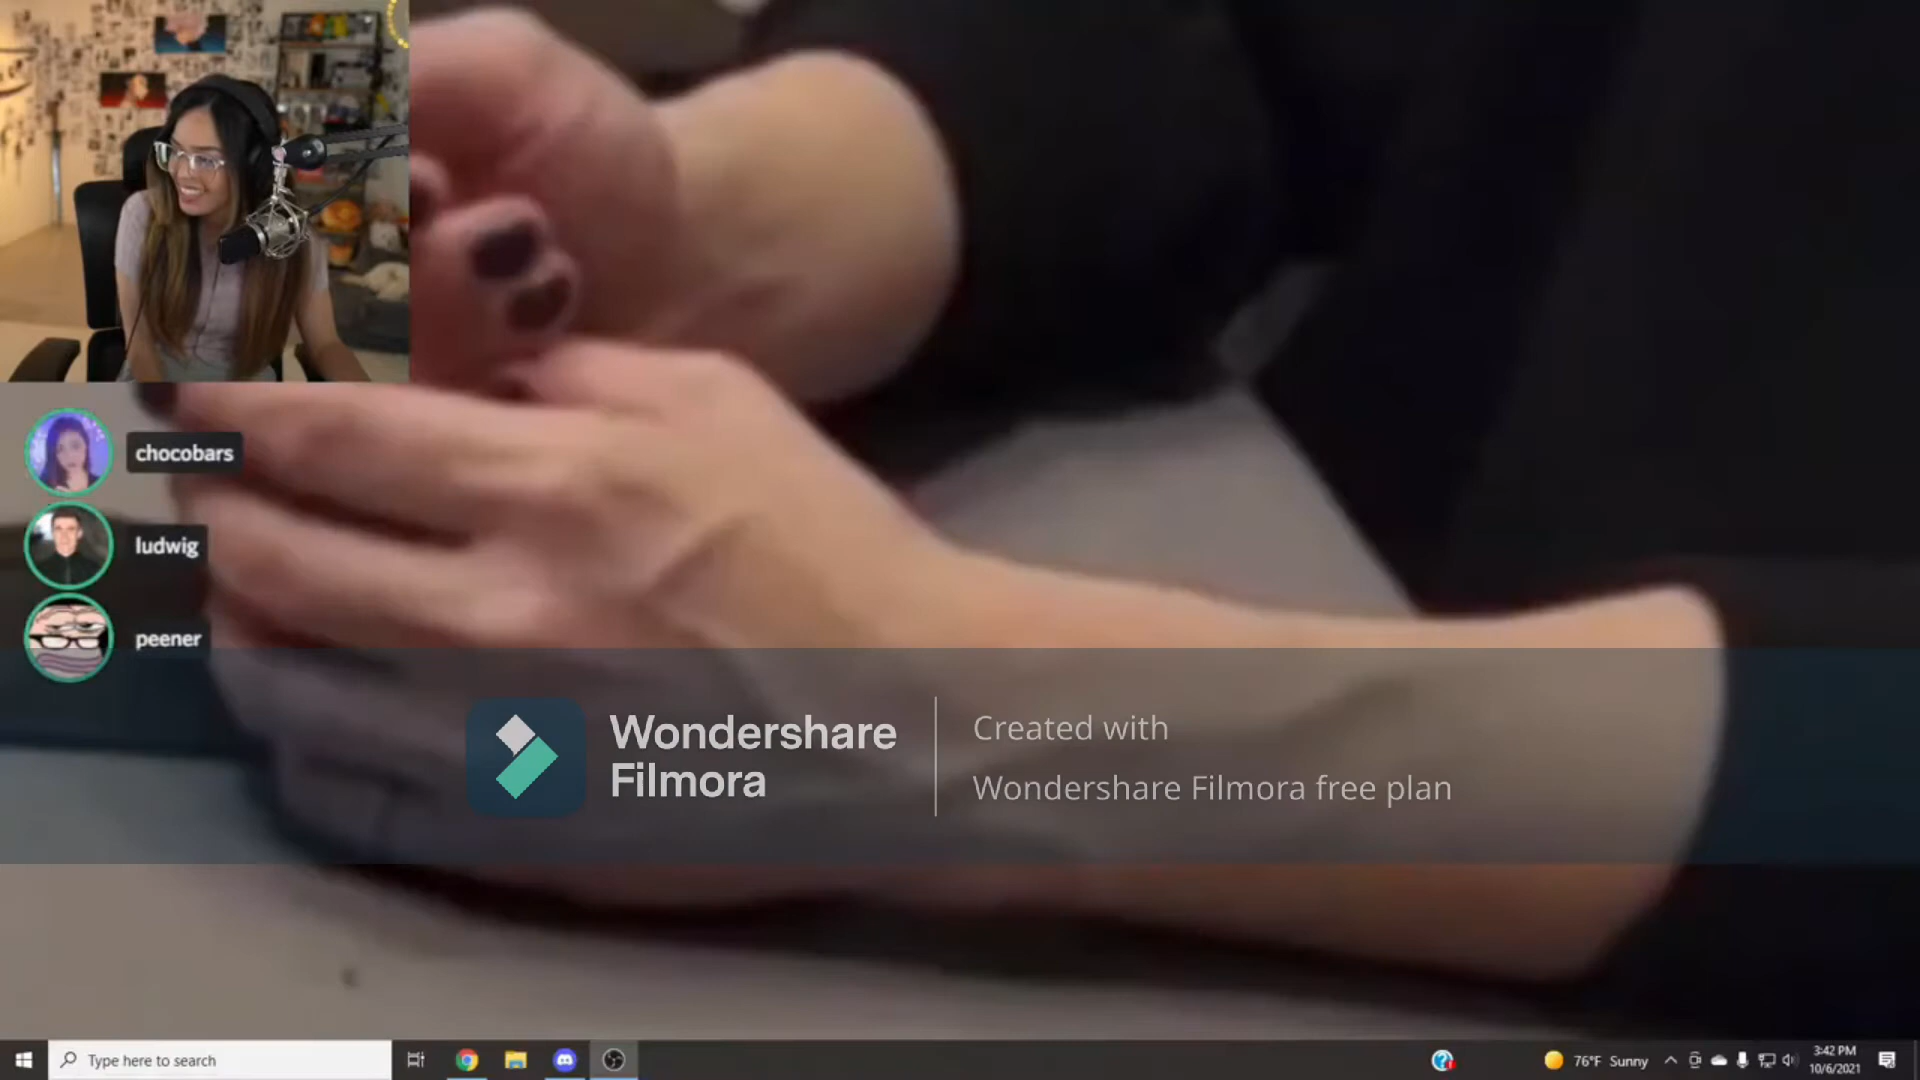 chocobars
ludwig
peener
Wondershare
Filmora
Created with
Wondershare Filmora free plan
Type here to search
76°F Sunny
3:42 PM
10/6/2021